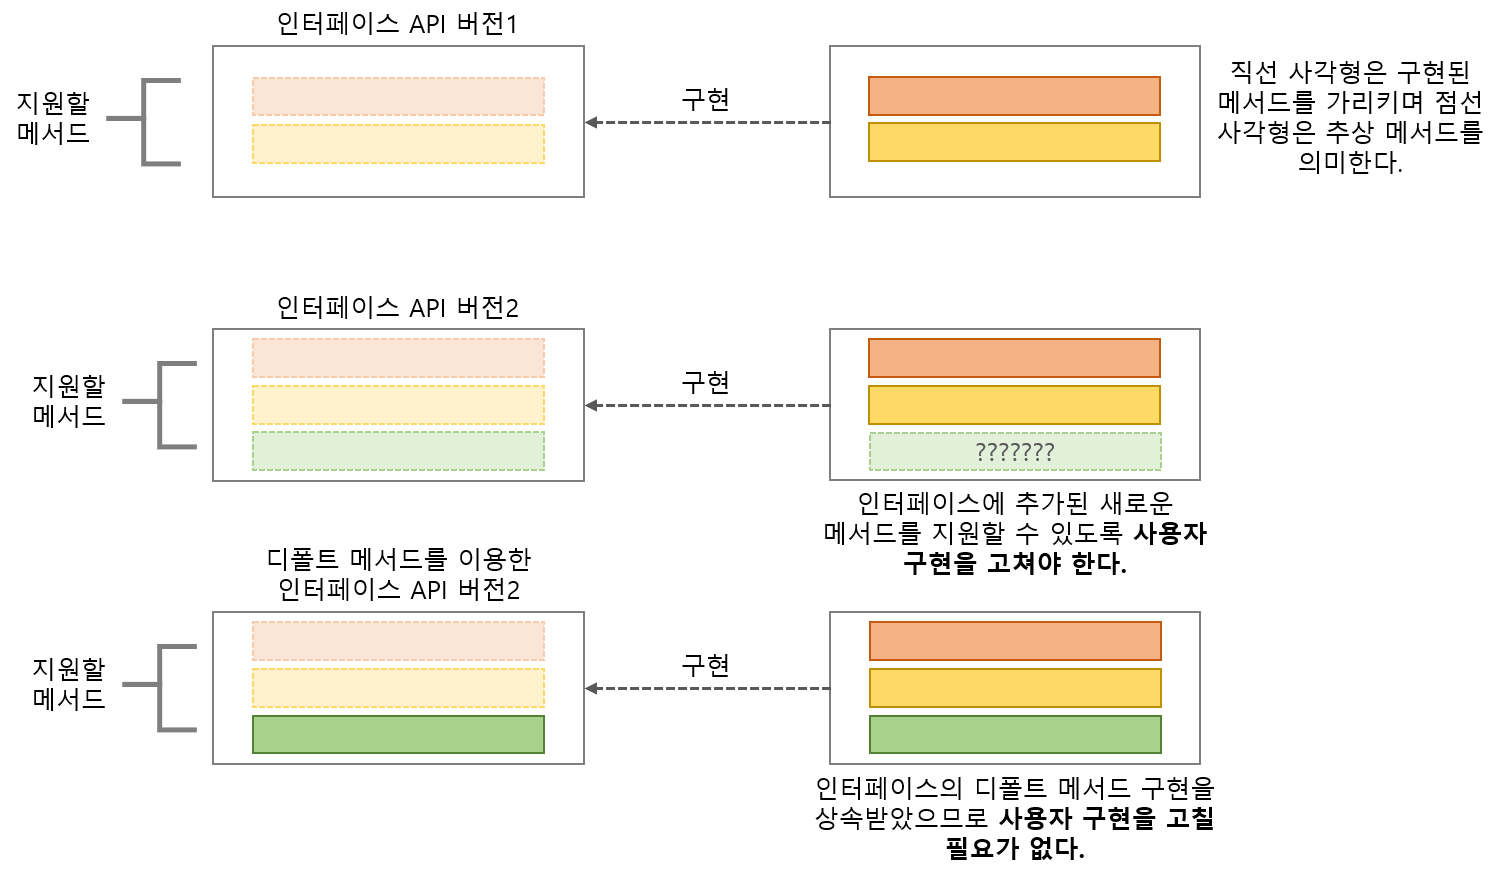 인터페이스 API 버전1
지원할
메서드
구현
직선 사각형은 구현된
메서드를 가리키며 점선
사각형은 추상 메서드를
의미한다.
인터페이스 API 버전2
지원할
메서드
구현
???????
인터페이스에 추가된 새로운
메서드를 지원할 수 있도록 사용자
구현을 고쳐야 한다.
디폴트 메서드를 이용한
인터페이스 API 버전2
지원할
메서드
구현
인터페이스의 디폴트 메서드 구현을
상속받았으므로 사용자 구현을 고칠
필요가 없다.